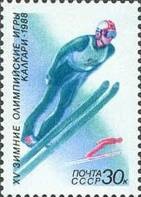 XV ЗИМНИЕ ОЛИМПИЙСКИЕ ИГРЫ
КАЛГАРИ·1988
ПОЧТА
СССР 30к